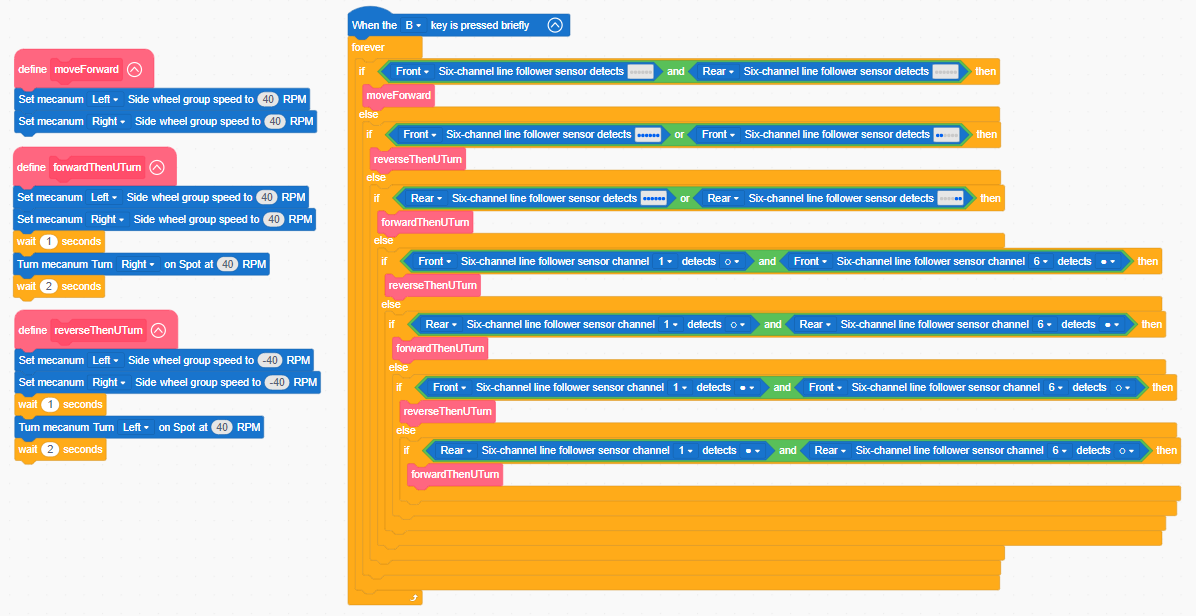 define moveForward
Set mecanum Left Side wheel group speed to 40 RPM
Set mecanum Right Side wheel group speed to 40 RPM
define forwardThenUTurn
Set mecanum Left Side wheel group speed to 40 RPM
Set mecanum Right Side wheel group speed to 40 RPM
wait 1 seconds
Turn mecanum Turn Right on Spot at 40 RPM
wait 2 seconds
define reverseThenUTurn
Set mecanum Left Side wheel group speed to -40 RPM
Set mecanum Right Side wheel group speed to -40 RPM
wait 1 seconds
Turn mecanum Turn Left on Spot at 40 RPM
wait 2 seconds
When the B key is pressed briefly
forever
if Front Six-channel line follower sensor detects and Rear Six-channel line follower sensor detects then
moveForward
else
if Front Six-channel line follower sensor detects or Front Six-channel line follower sensor detects then
reverseThenUTurn
else
if Rear Six-channel line follower sensor detects or Rear Six-channel line follower sensor detects then
forwardThenUTurn
else
if Front Six-channel line follower sensor channel 1 detects and Front Six-channel line follower sensor channel 6 detects then
reverseThenUTurn
else
if Rear Six-channel line follower sensor channel 1 detects and Rear Six-channel line follower sensor channel 6 detects then
forwardThenUTurn
else
if Front Six-channel line follower sensor channel 1 detects and Front Six-channel line follower sensor channel 6 detects then
reverseThenUTurn
else
if Rear Six-channel line follower sensor channel 1 detects and Rear Six-channel line follower sensor channel 6 detects then
forwardThenUTurn